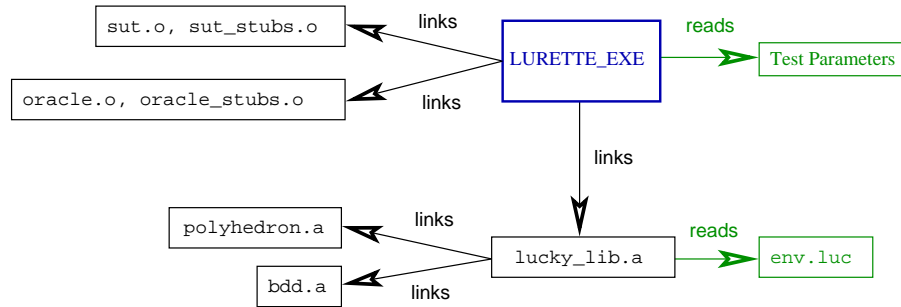 sut.o, sut_stubs.o
links
LURETTE_EXE
reads
Test Parameters
oracle.o, oracle_stubs.o
links
links
polyhedron.a
links
lucky_lib.a
reads
env.luc
bdd.a
links